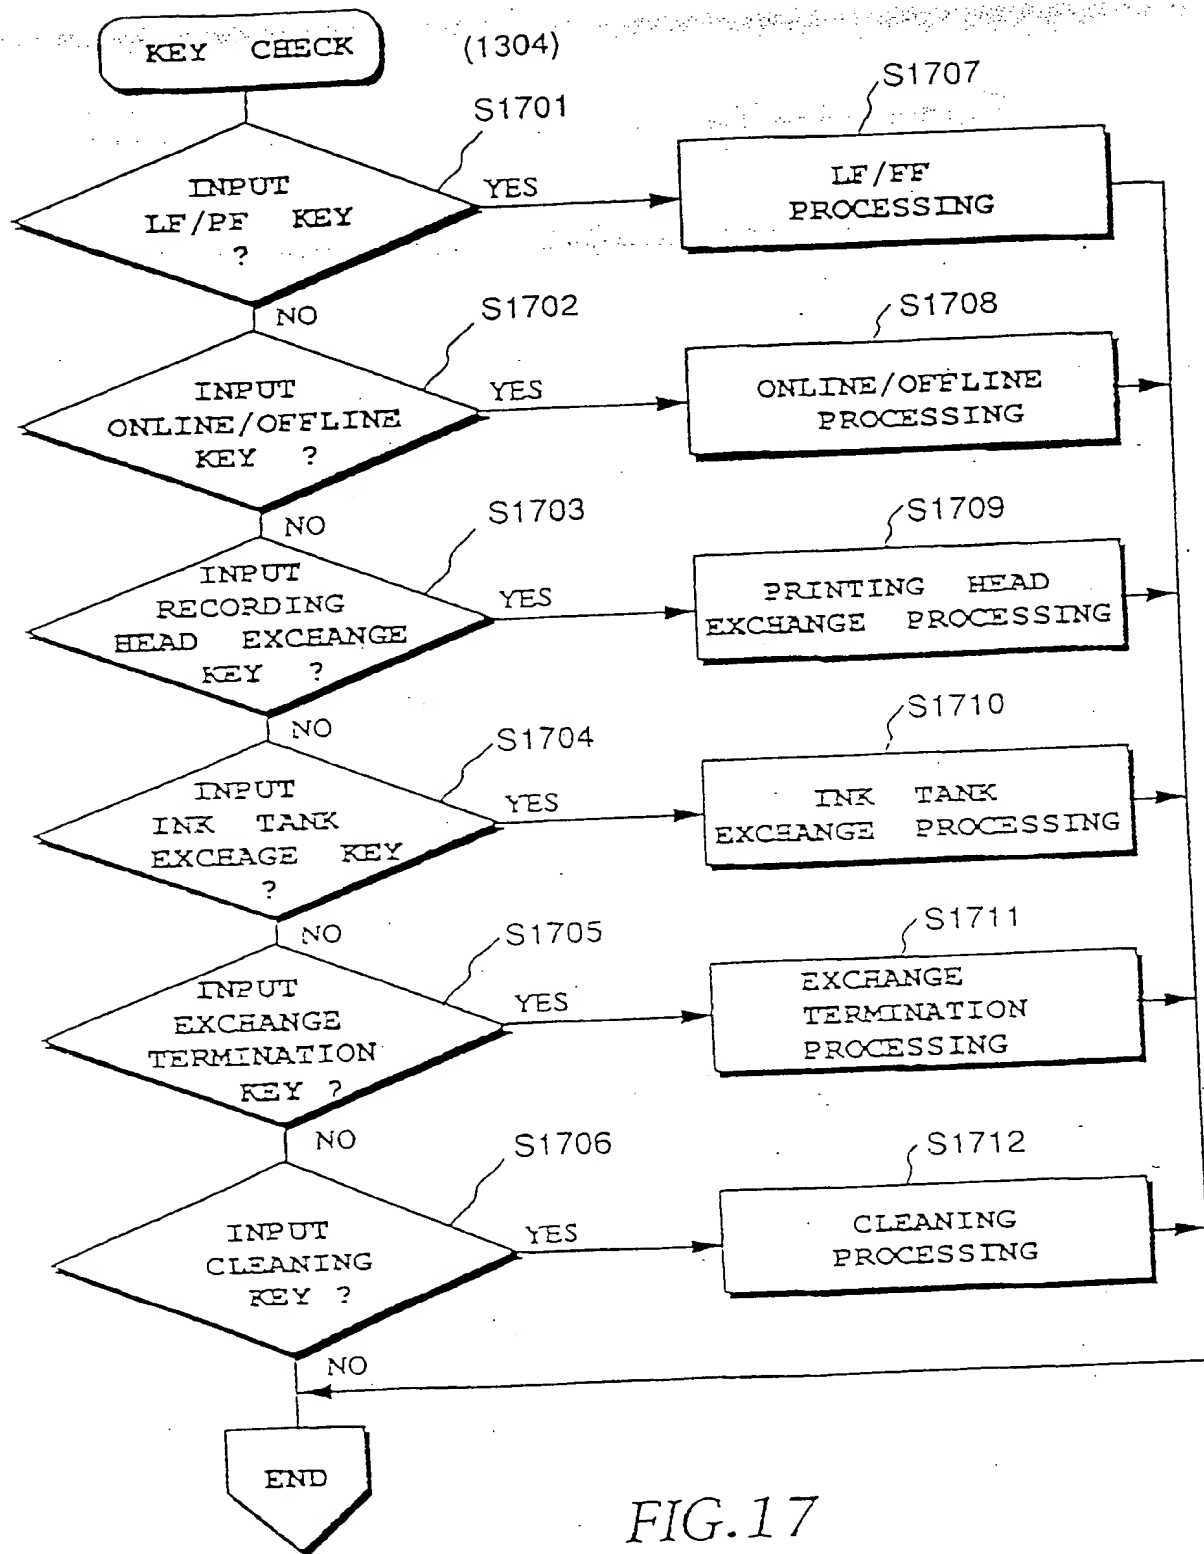 KEY CHECK
(1304)
S1701
S1707
INPUT
LF/PF KEY
?
YES
LF/FF
PROCESSING
NO
S1702
S1708
INPUT
ONLINE/OFFLINE
KEY ?
YES
ONLINE/OFFLINE
PROCESSING
NO
S1703
S1709
INPUT
RECORDING
HEAD EXCHANGE
KEY ?
YES
PRINTING HEAD
EXCHANGE PROCESSING
NO
S1704
S1710
INPUT
INK TANK
EXCHAGE KEY
?
YES
INK TANK
EXCHANGE PROCESSING
NO
S1705
S1711
INPUT
EXCHANGE
TERMINATION
KEY ?
YES
EXCHANGE
TERMINATION
PROCESSING
NO
S1706
S1712
INPUT
CLEANING
KEY ?
YES
CLEANING
PROCESSING
NO
END
FIG.17